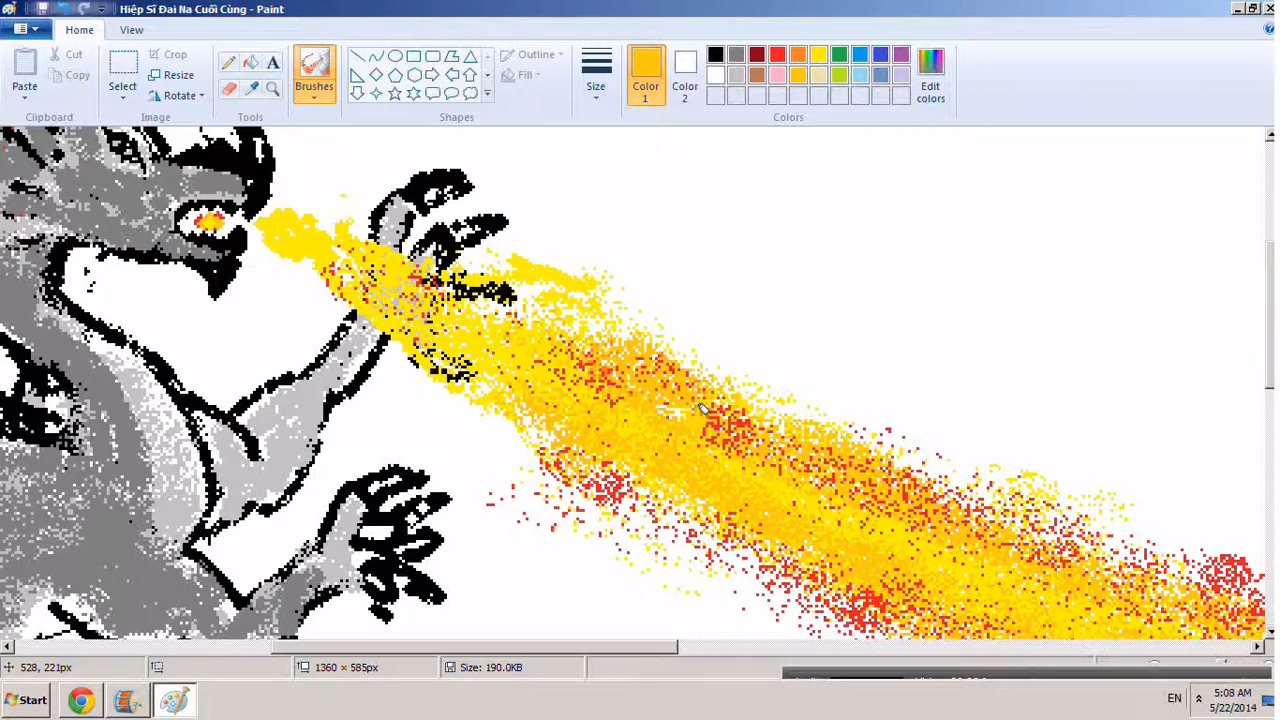 Hiệp Sĩ Đai Na Cuối Cùng - Paint
Home View
Paste
Cut
Copy
Clipboard
Select
Crop
Resize
Rotate
Image
A
Tools
Brushes
Shapes
Outline
Fill
Size
Color 1
Color 2
Edit colors
Colors
528, 221px
1360 × 585px
Size: 190.0KB
Start
EN
5:08 AM
5/22/2014